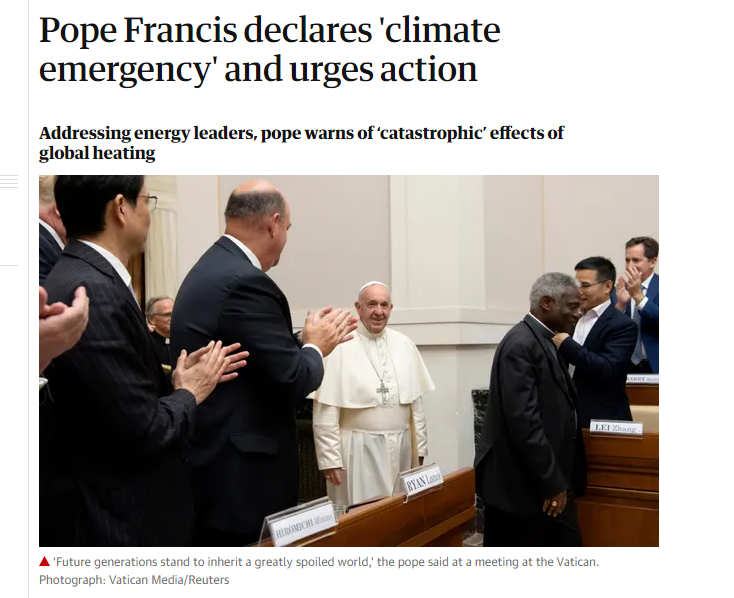 Pope Francis declares 'climate
emergency' and urges action
Addressing energy leaders, pope warns of ‘catastrophic’ effects of
global heating
LEI Zhang
RYAN Lance
HIROMICHI
▲ 'Future generations stand to inherit a greatly spoiled world,' the pope said at a meeting at the Vatican.
Photograph: Vatican Media/Reuters